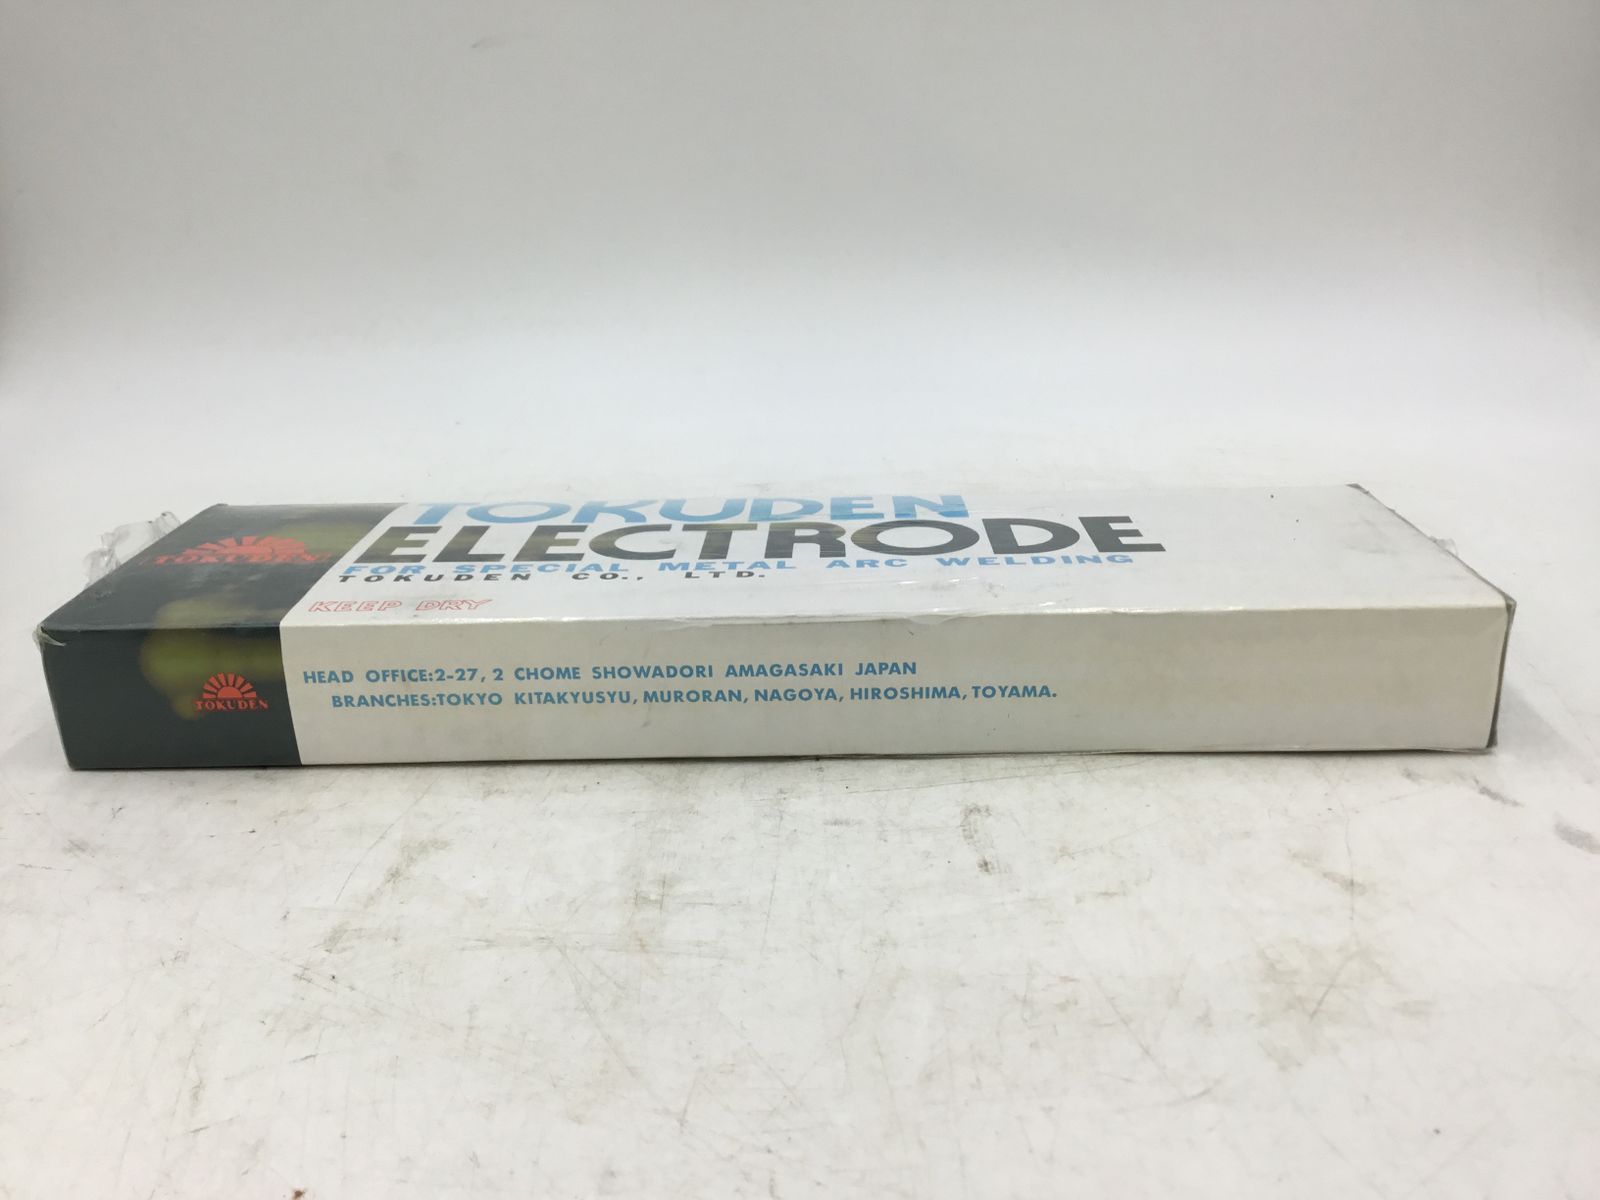 TOKUDEN
TOKUDEN
ELECTRODE
FOR SPECIAL METAL ARC WELDING
TOKUDEN CO., LTD.
KEEP DRY
TOKUDEN
HEAD OFFICE:2-27, 2 CHOME SHOWADORI AMAGASAKI JAPAN
BRANCHES:TOKYO KITAKYUSYU, MURORAN, NAGOYA, HIROSHIMA, TOYAMA.